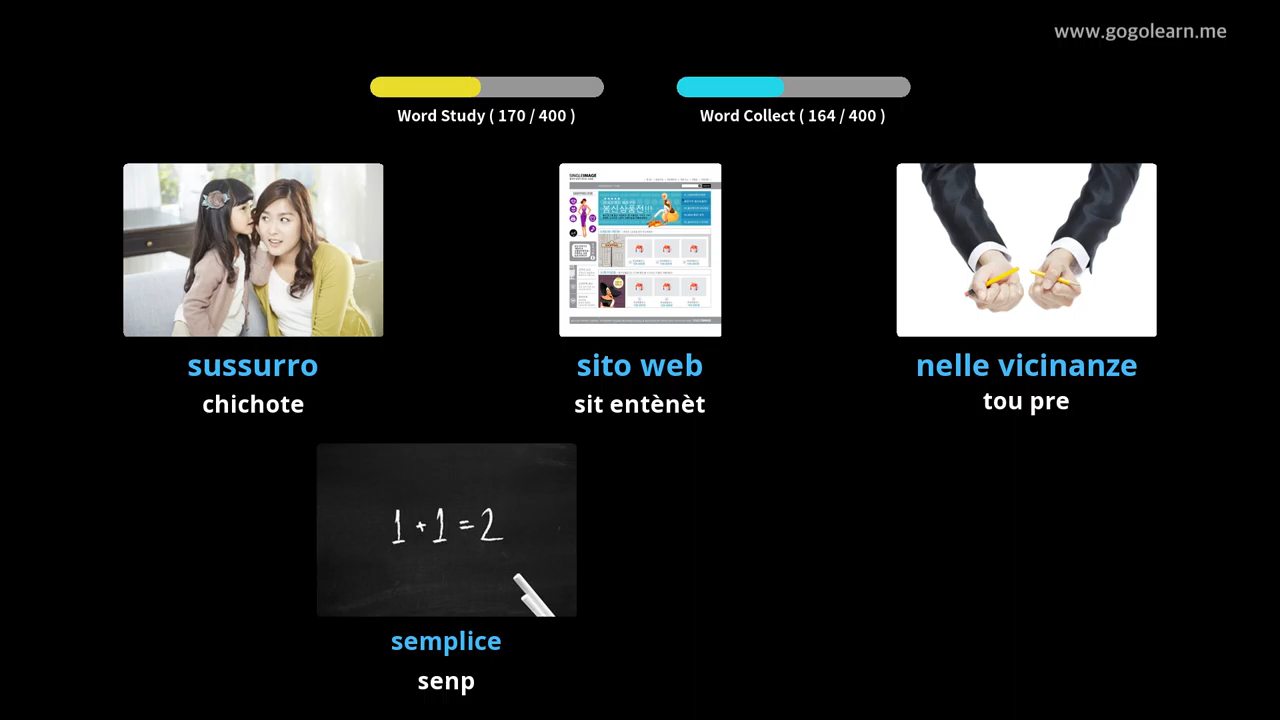 www.gogolearn.me
Word Study ( 170 / 400 )
Word Collect ( 164 / 400 )
sussurro
sito web
nelle vicinanze
chichote
sit entènèt
tou pre
1 + 1 = 2
semplice
senp